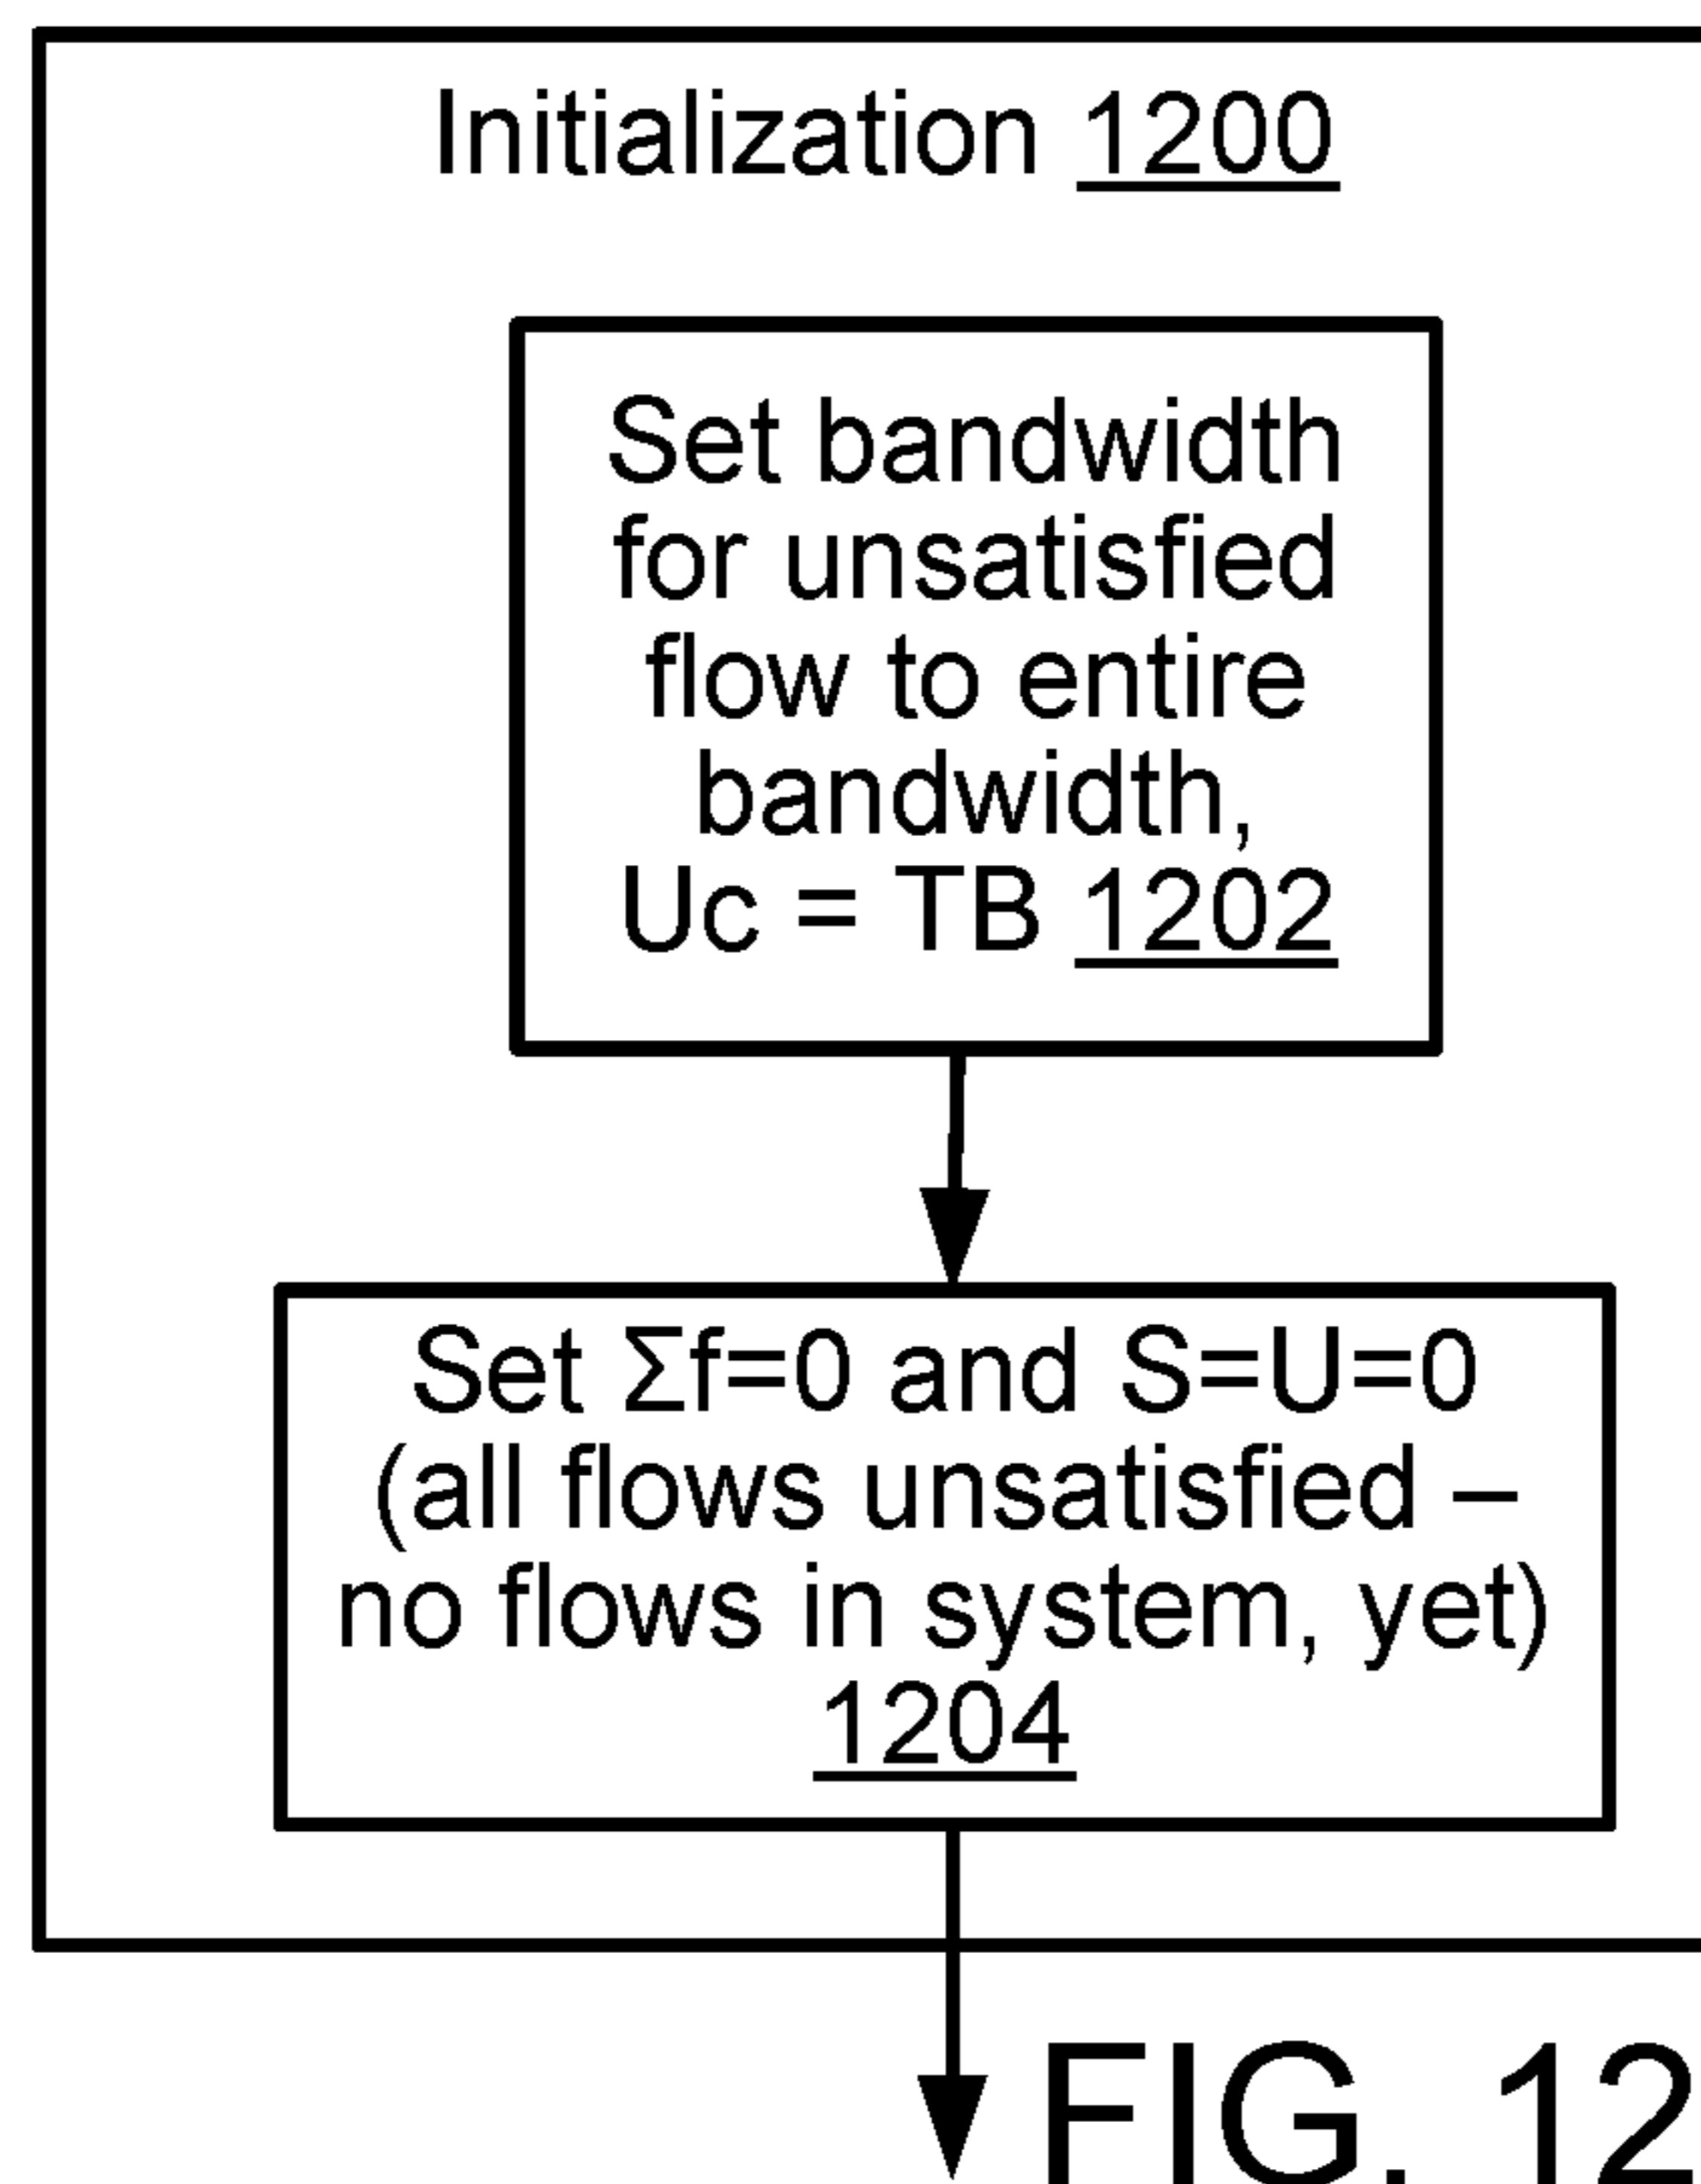 Initialization 1200
Set bandwidth
for unsatisfied
flow to entire
bandwidth,
Uc = TB 1202
Set Σf=0 and S=U=0
(all flows unsatisfied –
no flows in system, yet)
1204
FIG. 12